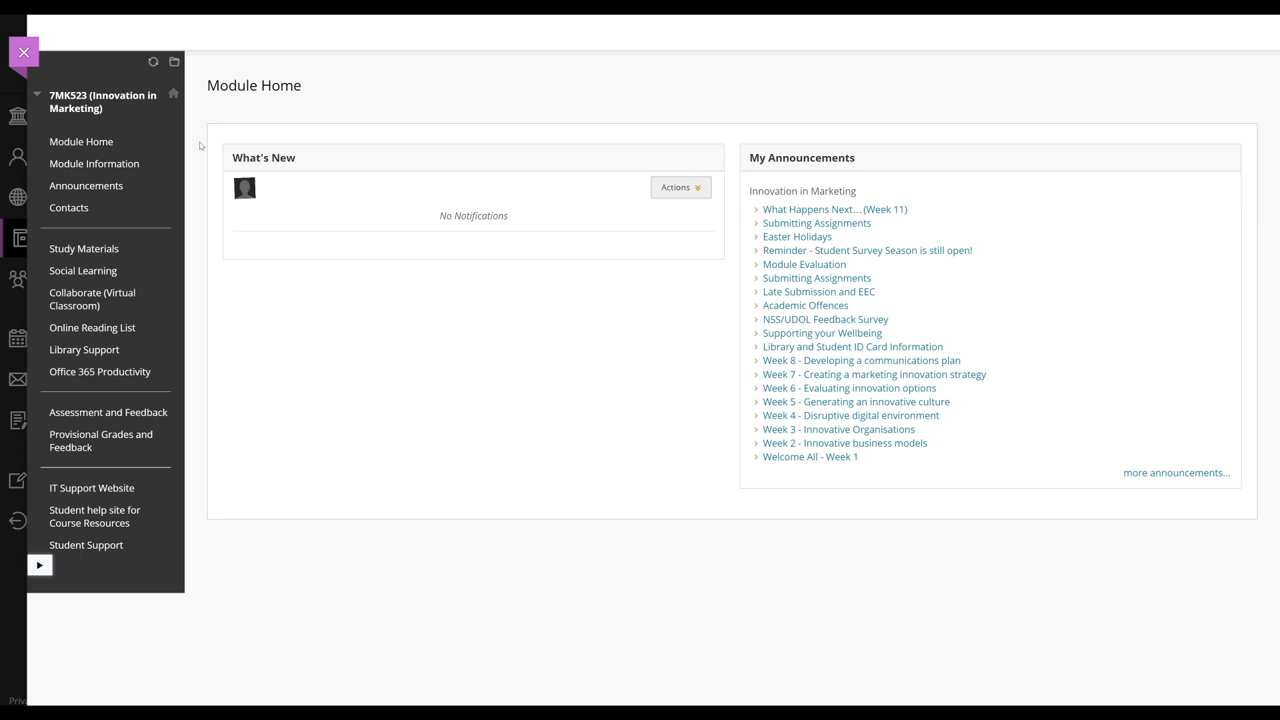 Module Home
7MK523 (Innovation in
Marketing)
Module Home
Module Information
Announcements
Contacts
Study Materials
Social Learning
Collaborate (Virtual
Classroom)
Online Reading List
Library Support
Office 365 Productivity
Assessment and Feedback
Provisional Grades and
Feedback
IT Support Website
Student help site for
Course Resources
Student Support
Priv
What's New
Actions
No Notifications
My Announcements
Innovation in Marketing
What Happens Next...(Week 11)
Submitting Assignments
Easter Holidays
Reminder - Student Survey Season is still open!
Module Evaluation
Submitting Assignments
Late Submission and EEC
Academic Offences
NSS/UDOL Feedback Survey
Supporting your Wellbeing
Library and Student ID Card Information
Week 8 - Developing a communications plan
Week 7 - Creating a marketing innovation strategy
Week 6 - Evaluating innovation options
Week 5 - Generating an innovative culture
Week 4 - Disruptive digital environment
Week 3 - Innovative Organisations
Week 2 - Innovative business models
Welcome All - Week 1
more announcements...